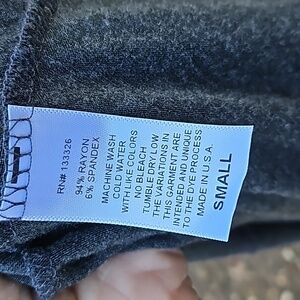 RN# 133326
94% RAYON
6% SPANDEX
MACHINE WASH
COLD WATER
WITH LIKE COLORS
NO BLEACH
TUMBLE DRY LOW
THE VARIATIONS IN
THIS GARMENT ARE
INTENDED AND UNIQUE
TO THE DYE PROCESS
MADE IN U.S.A.
SMALL